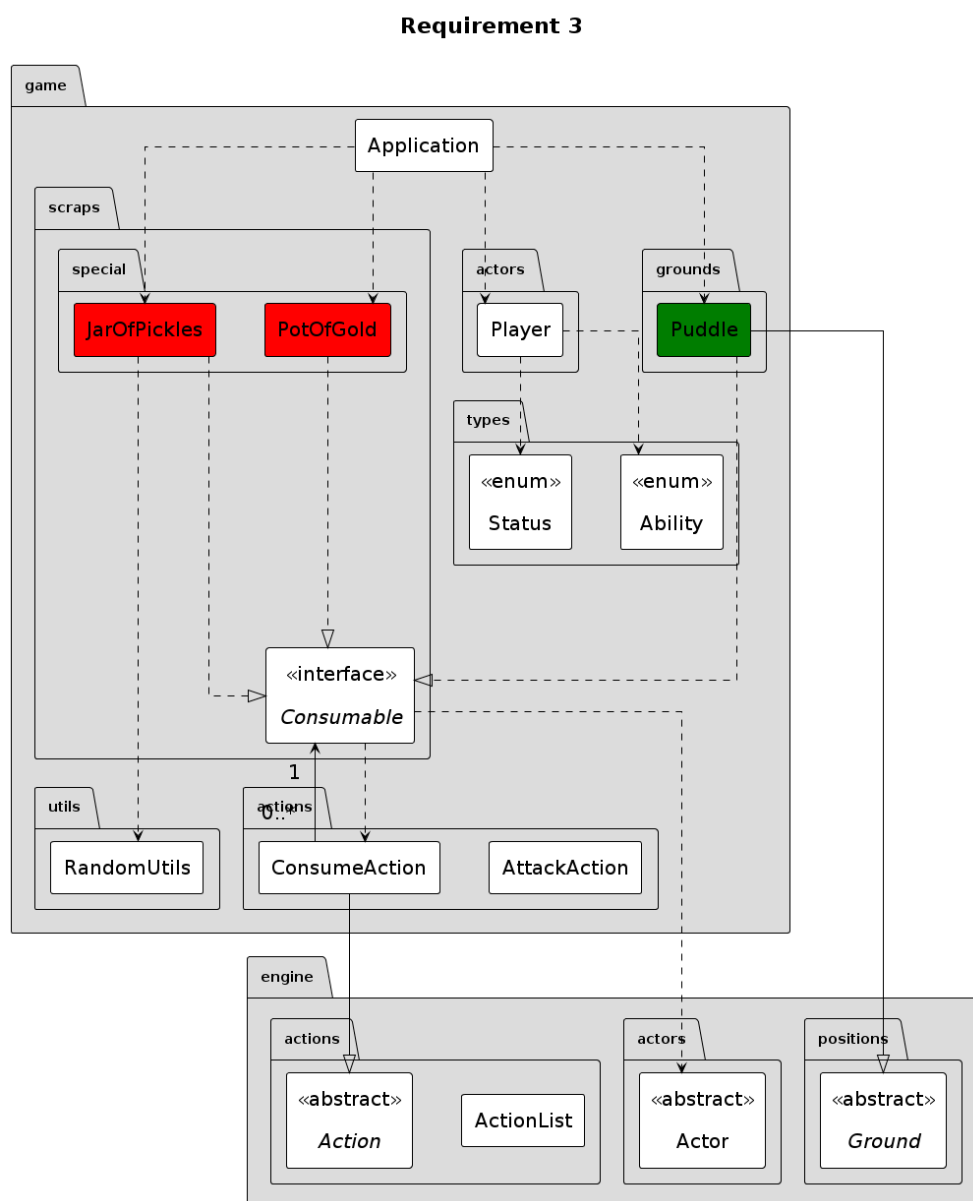 Requirement 3
game
Application
scraps
special
actors
grounds
JarOfPickles
PotOfGold
Player
Puddle
types
«enum»
Status
«enum»
Ability
«interface»
Consumable
1
0..*
utils
actions
RandomUtils
ConsumeAction
AttackAction
engine
actions
actors
positions
«abstract»
Action
ActionList
«abstract»
Actor
«abstract»
Ground